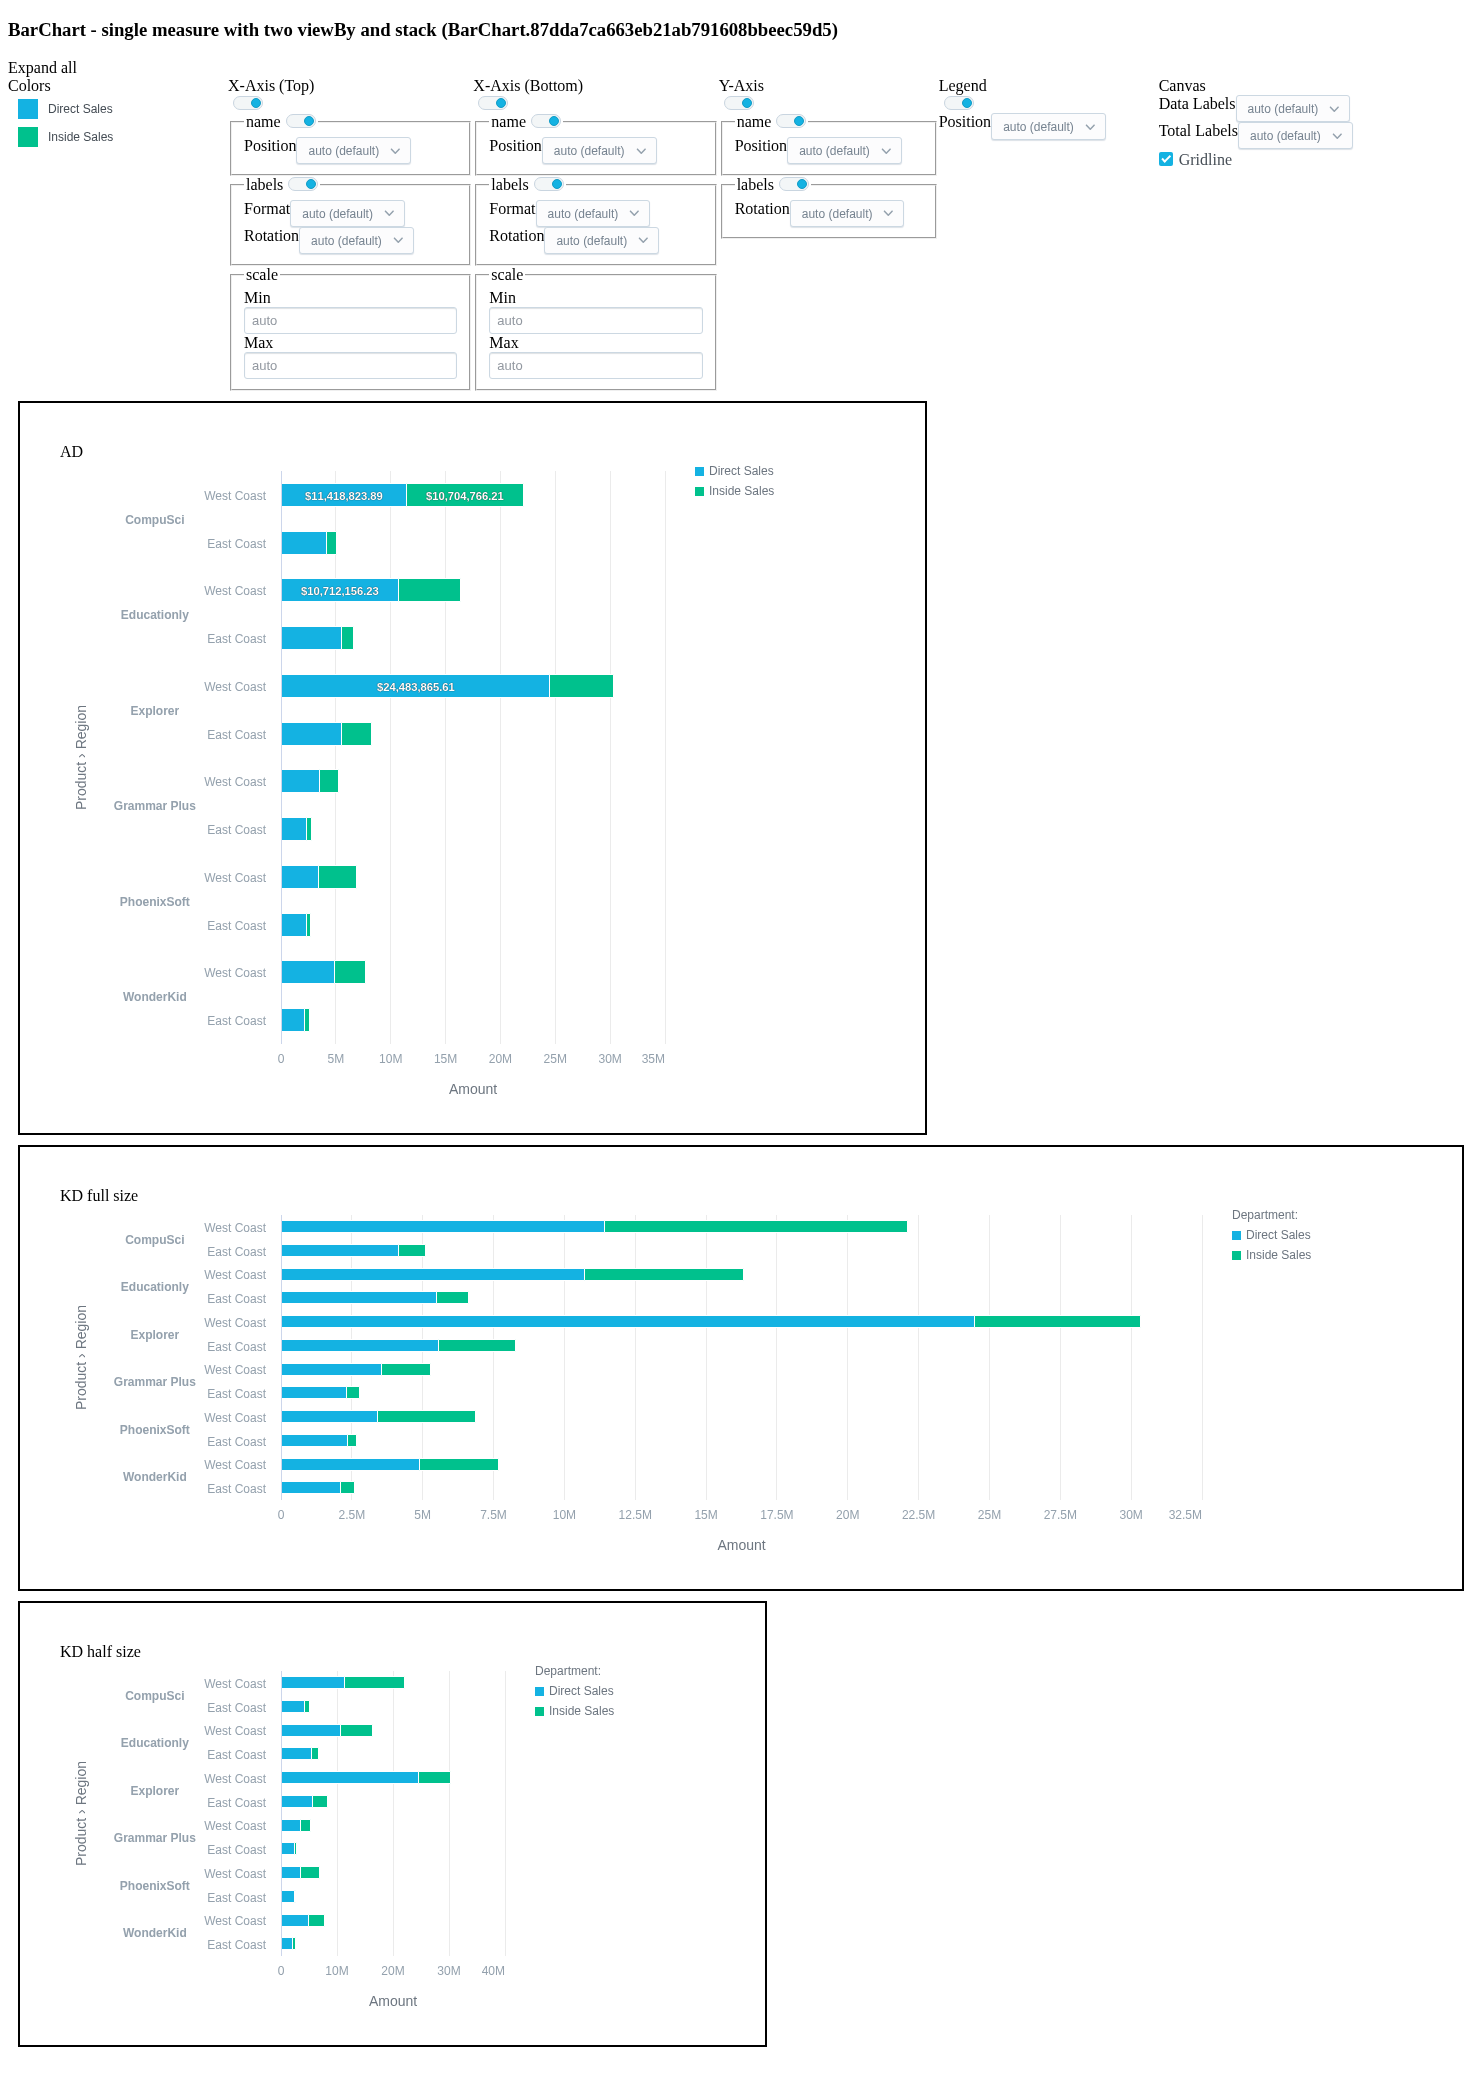 BarChart - single measure with two viewBy and stack (BarChart.87dda7ca663eb21ab791608bbeec59d5)
Expand all
Colors
Direct Sales
Inside Sales
X-Axis (Top)
name
Position auto (default)
labels
Format auto (default)
Rotation auto (default)
scale
Min
auto
Max
auto
X-Axis (Bottom)
name
Position auto (default)
labels
Format auto (default)
Rotation auto (default)
scale
Min
auto
Max
auto
Y-Axis
name
Position auto (default)
labels
Rotation auto (default)
Legend
Position auto (default)
Canvas
Data Labels auto (default)
Total Labels auto (default)
Gridline
AD
Direct Sales
Inside Sales
Product › Region
CompuSci
West Coast $11,418,823.89 $10,704,766.21
East Coast
Educationly
West Coast $10,712,156.23
East Coast
Explorer
West Coast $24,483,865.61
East Coast
Grammar Plus
West Coast
East Coast
PhoenixSoft
West Coast
East Coast
WonderKid
West Coast
East Coast
0 5M 10M 15M 20M 25M 30M 35M
Amount
KD full size
Department:
Direct Sales
Inside Sales
Product › Region
CompuSci
West Coast
East Coast
Educationly
West Coast
East Coast
Explorer
West Coast
East Coast
Grammar Plus
West Coast
East Coast
PhoenixSoft
West Coast
East Coast
WonderKid
West Coast
East Coast
0 2.5M 5M 7.5M 10M 12.5M 15M 17.5M 20M 22.5M 25M 27.5M 30M 32.5M
Amount
KD half size
Department:
Direct Sales
Inside Sales
Product › Region
CompuSci
West Coast
East Coast
Educationly
West Coast
East Coast
Explorer
West Coast
East Coast
Grammar Plus
West Coast
East Coast
PhoenixSoft
West Coast
East Coast
WonderKid
West Coast
East Coast
0 10M 20M 30M 40M
Amount